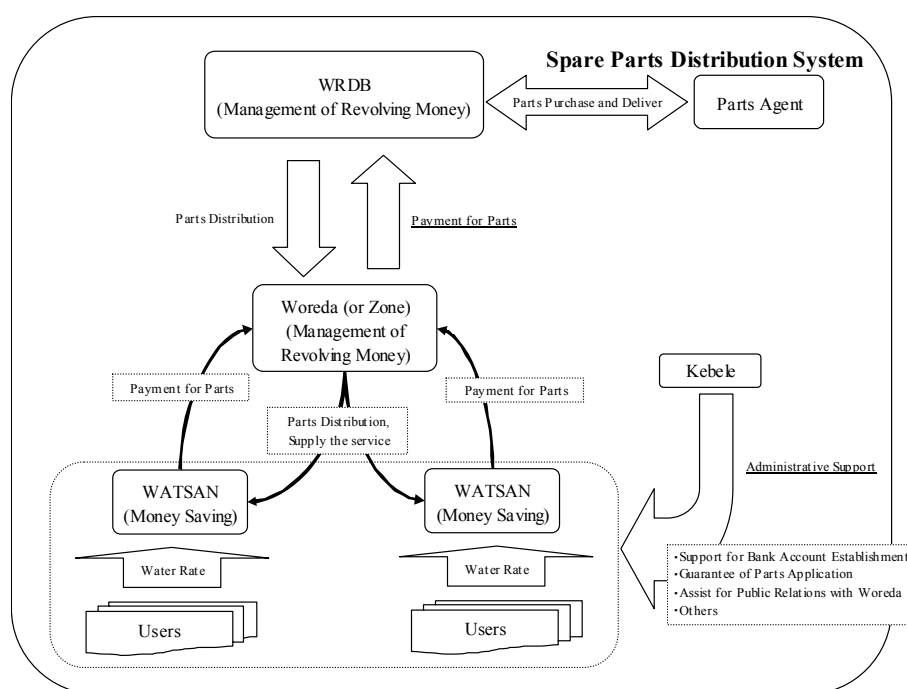 Spare Parts Distribution System
WRDB
(Management of Revolving Money)
Parts Purchase and Deliver
Parts Agent
Parts Distribution
Payment for Parts
Woreda (or Zone)
(Management of
Revolving Money)
Kebele
Payment for Parts
Payment for Parts
Parts Distribution,
Supply the service
Administrative Support
WATSAN
(Money Saving)
WATSAN
(Money Saving)
・Support for Bank Account Establishment
・Guarantee of Parts Application
・Assist for Public Relations with Woreda
・Others
Water Rate
Water Rate
Users
Users